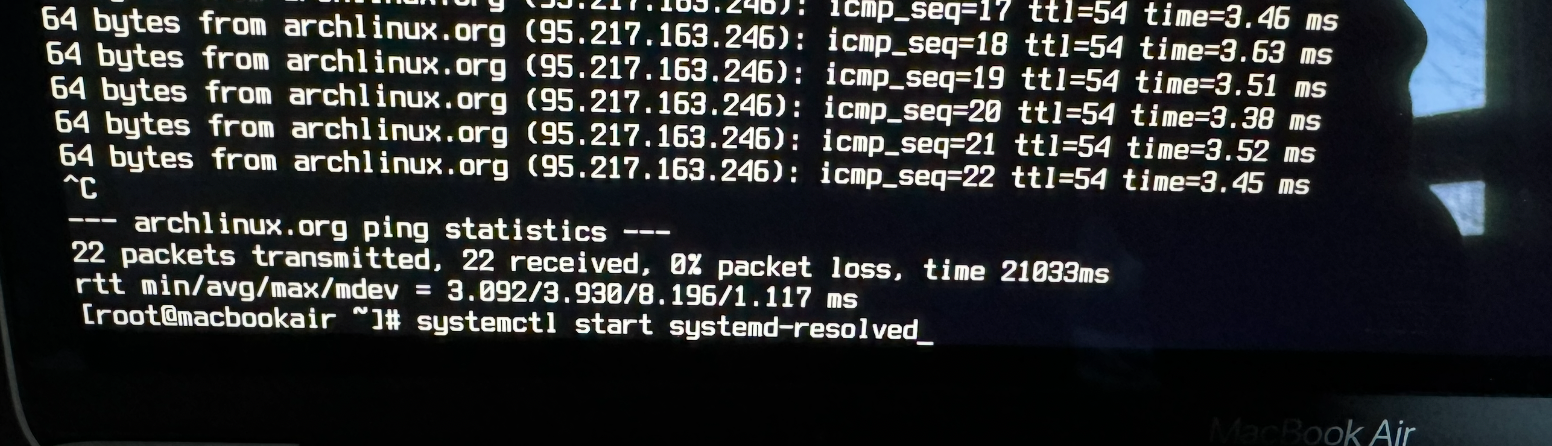 (95.217.163.246): icmp_seq=17 ttl=54 time=3.46 ms
64 bytes from archlinux.org (95.217.163.246): icmp_seq=18 ttl=54 time=3.63 ms
64 bytes from archlinux.org (95.217.163.246): icmp_seq=19 ttl=54 time=3.51 ms
64 bytes from archlinux.org (95.217.163.246): icmp_seq=20 ttl=54 time=3.38 ms
64 bytes from archlinux.org (95.217.163.246): icmp_seq=21 ttl=54 time=3.52 ms
64 bytes from archlinux.org (95.217.163.246): icmp_seq=22 ttl=54 time=3.45 ms
^C
--- archlinux.org ping statistics ---
22 packets transmitted, 22 received, 0% packet loss, time 21033ms
rtt min/avg/max/mdev = 3.092/3.930/8.196/1.117 ms
[root@macbookair ~]# systemctl start systemd-resolved_
MacBook Air